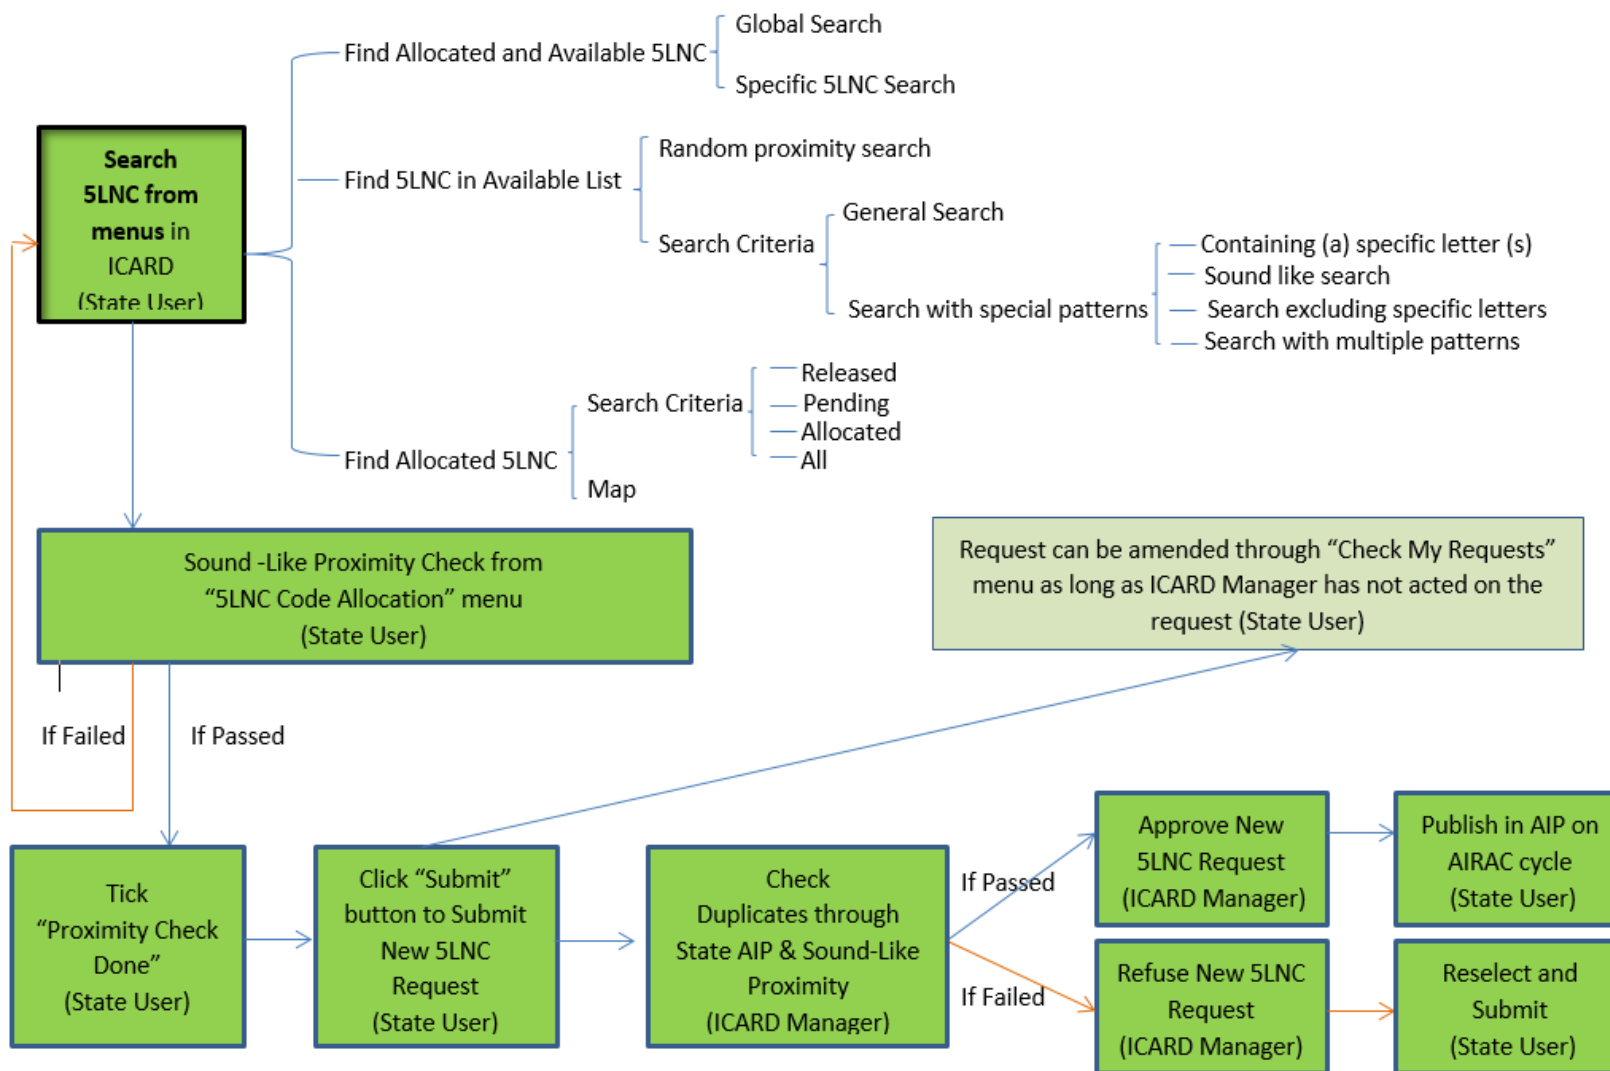 Global Search
Find Allocated and Available 5LNC
Specific 5LNC Search
Search
5LNC from
menus in
ICARD
(State User)
Random proximity search
Find 5LNC in Available List
General Search
Search Criteria
Containing (a) specific letter (s)
Sound like search
Search with special patterns
Search excluding specific letters
Search with multiple patterns
Released
Search Criteria
Pending
Allocated
Find Allocated 5LNC
All
Map
Sound -Like Proximity Check from
“5LNC Code Allocation” menu
(State User)
Request can be amended through “Check My Requests”
menu as long as ICARD Manager has not acted on the
request (State User)
If Failed
If Passed
Tick
“Proximity Check
Done”
(State User)
Click “Submit”
button to Submit
New 5LNC
Request
(State User)
Check
Duplicates through
State AIP & Sound-Like
Proximity
(ICARD Manager)
If Passed
If Failed
Approve New
5LNC Request
(ICARD Manager)
Publish in AIP on
AIRAC cycle
(State User)
Refuse New 5LNC
Request
(ICARD Manager)
Reselect and
Submit
(State User)